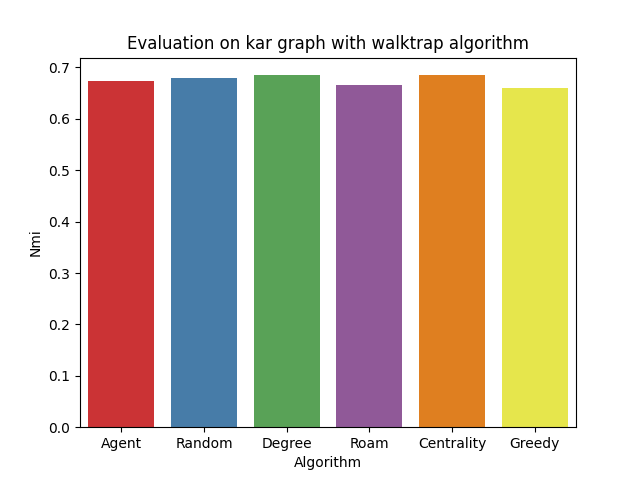 Evaluation on kar graph with walktrap algorithm
Nmi
0.7
0.6
0.5
0.4
0.3
0.2
0.1
0.0
Agent Random Degree Roam Centrality Greedy
Algorithm